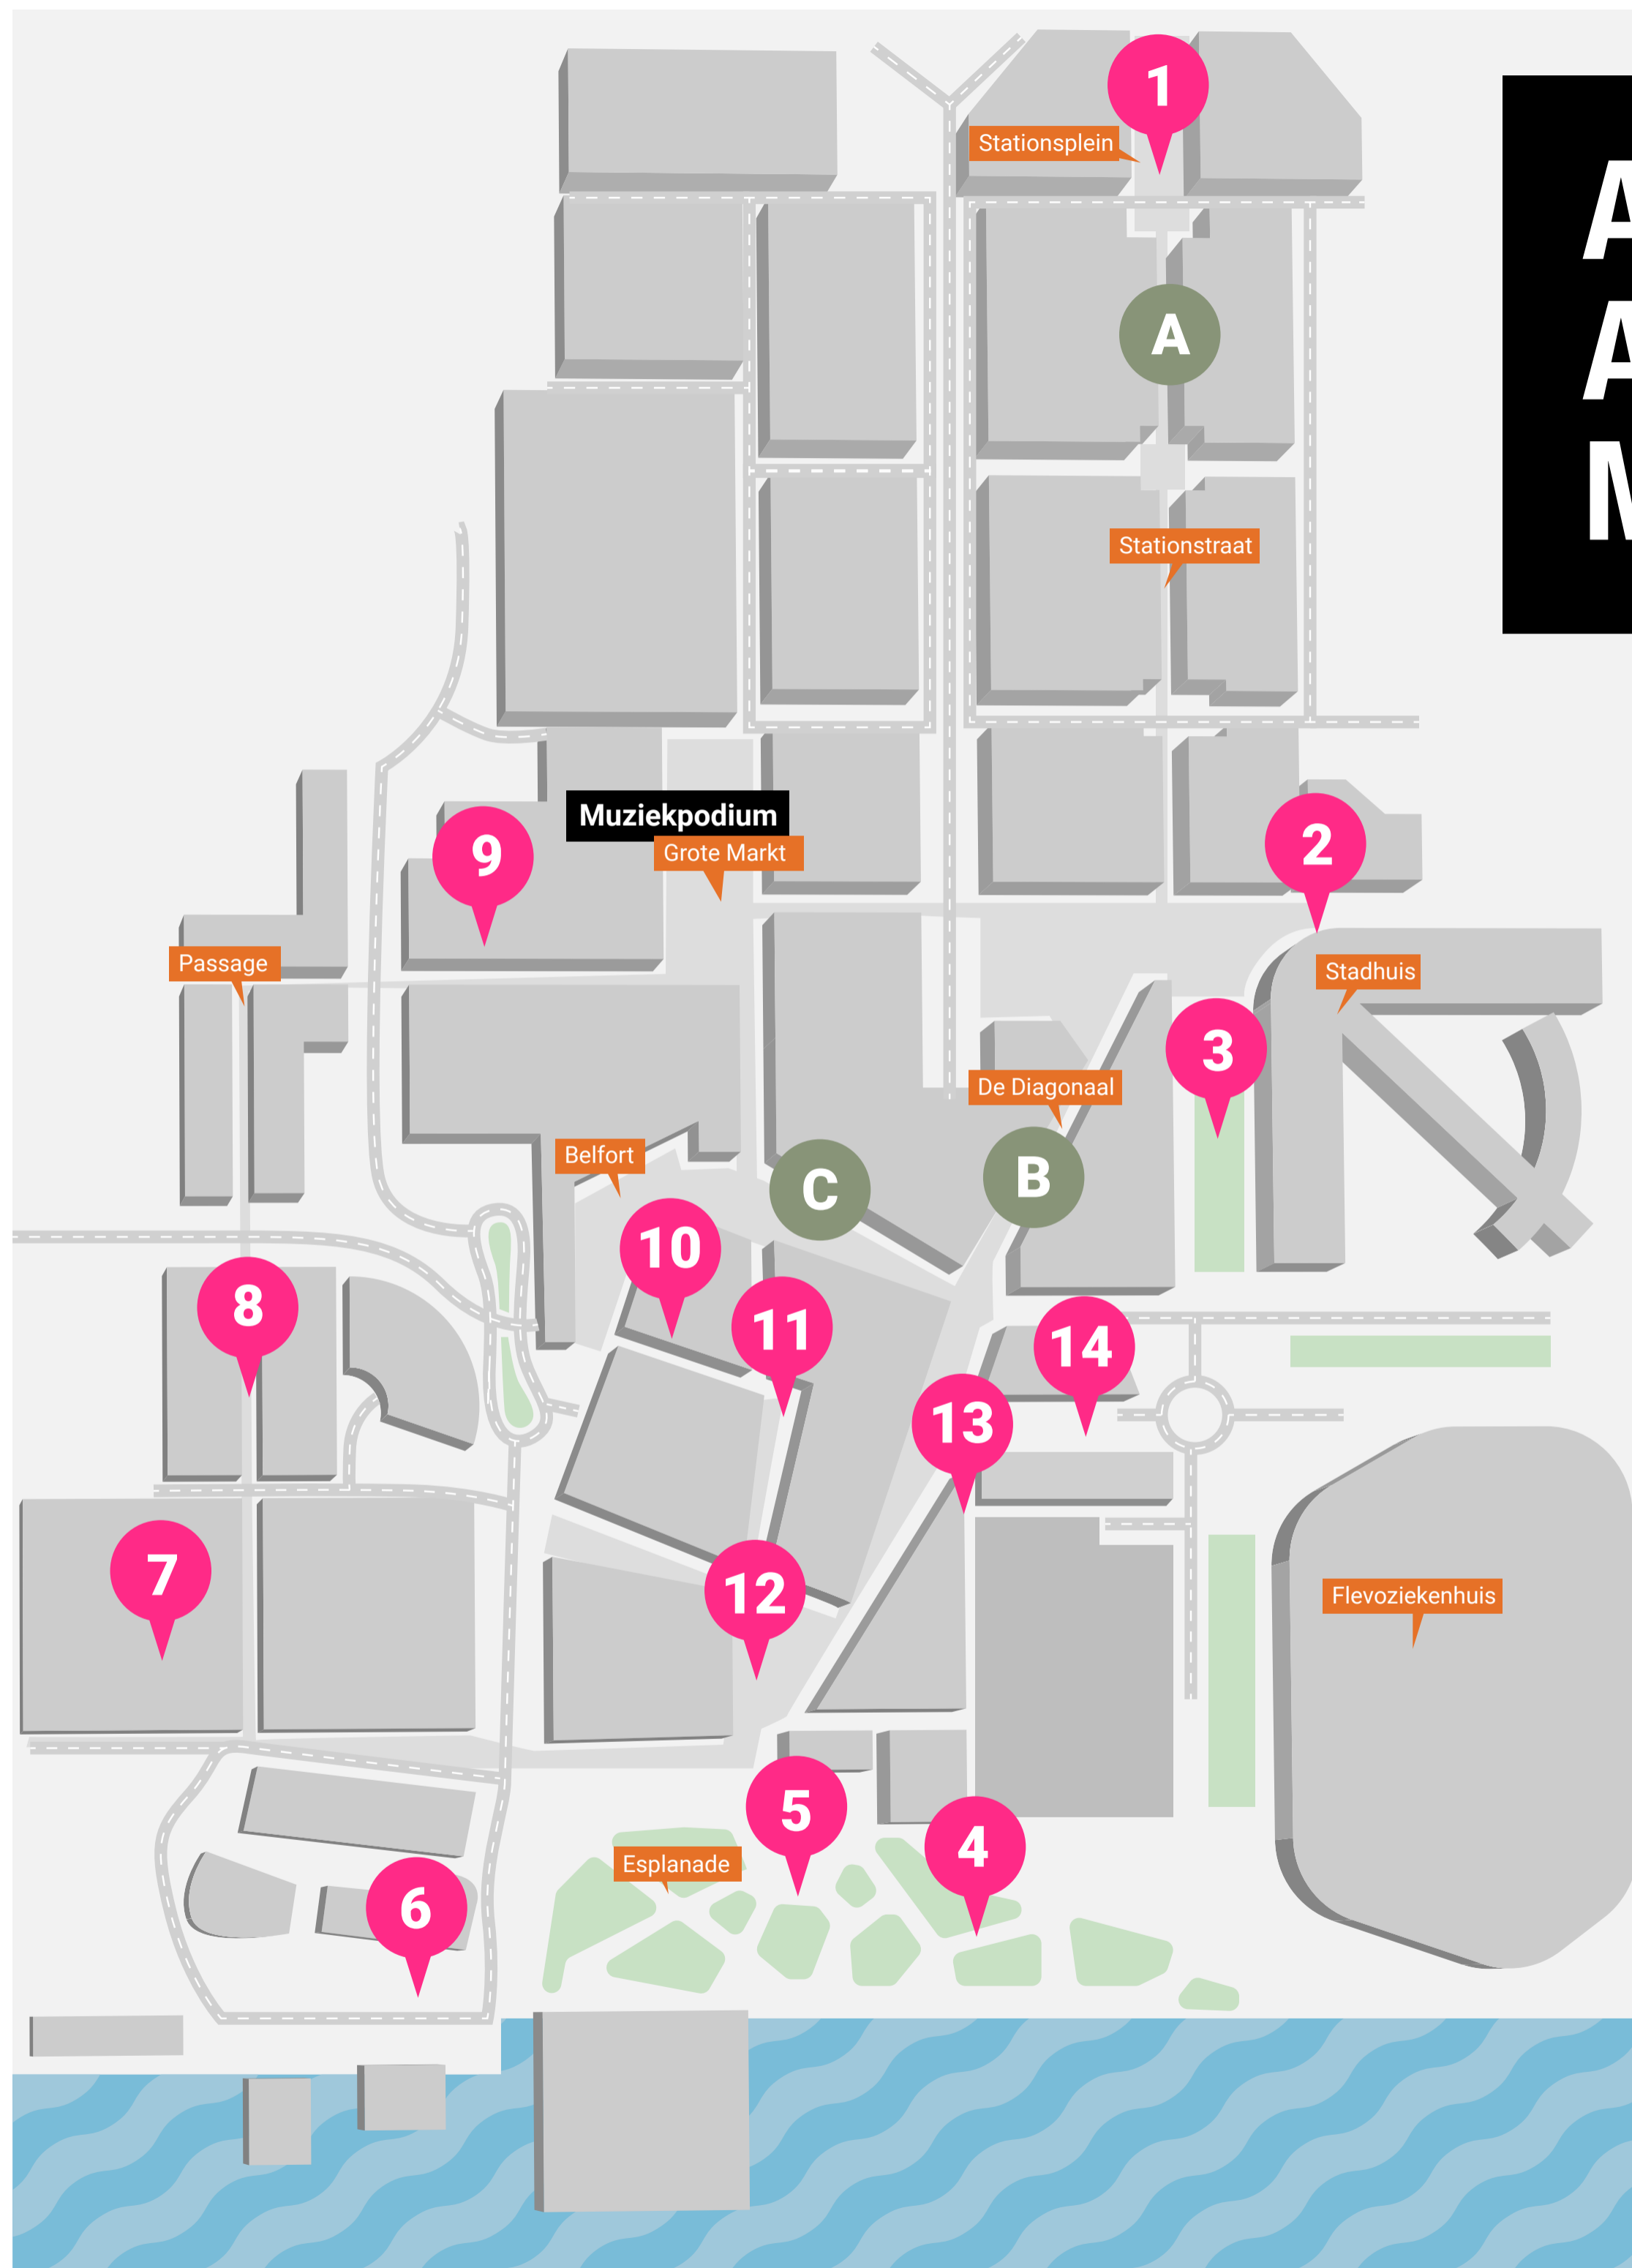 1
Stationsplein
A
A
A
M
Stationstraat
Muziekpodium
Grote Markt
9
2
Passage
Stadhuis
3
De Diagonaal
Belfort
C
B
10
8
11
14
13
7
12
Flevoziekenhuis
5
4
Esplanade
6